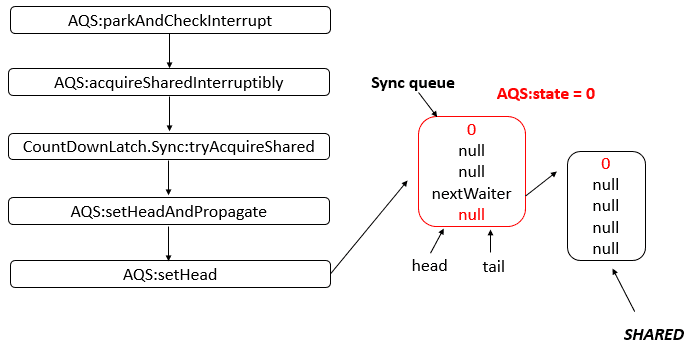 AQS:parkAndCheckInterrupt
AQS:acquireSharedInterruptibly
CountDownLatch.Sync:tryAcquireShared
AQS:setHeadAndPropagate
AQS:setHead
Sync queue
AQS:state = 0
0
null
null
nextWaiter
null
head
tail
0
null
null
null
null
SHARED